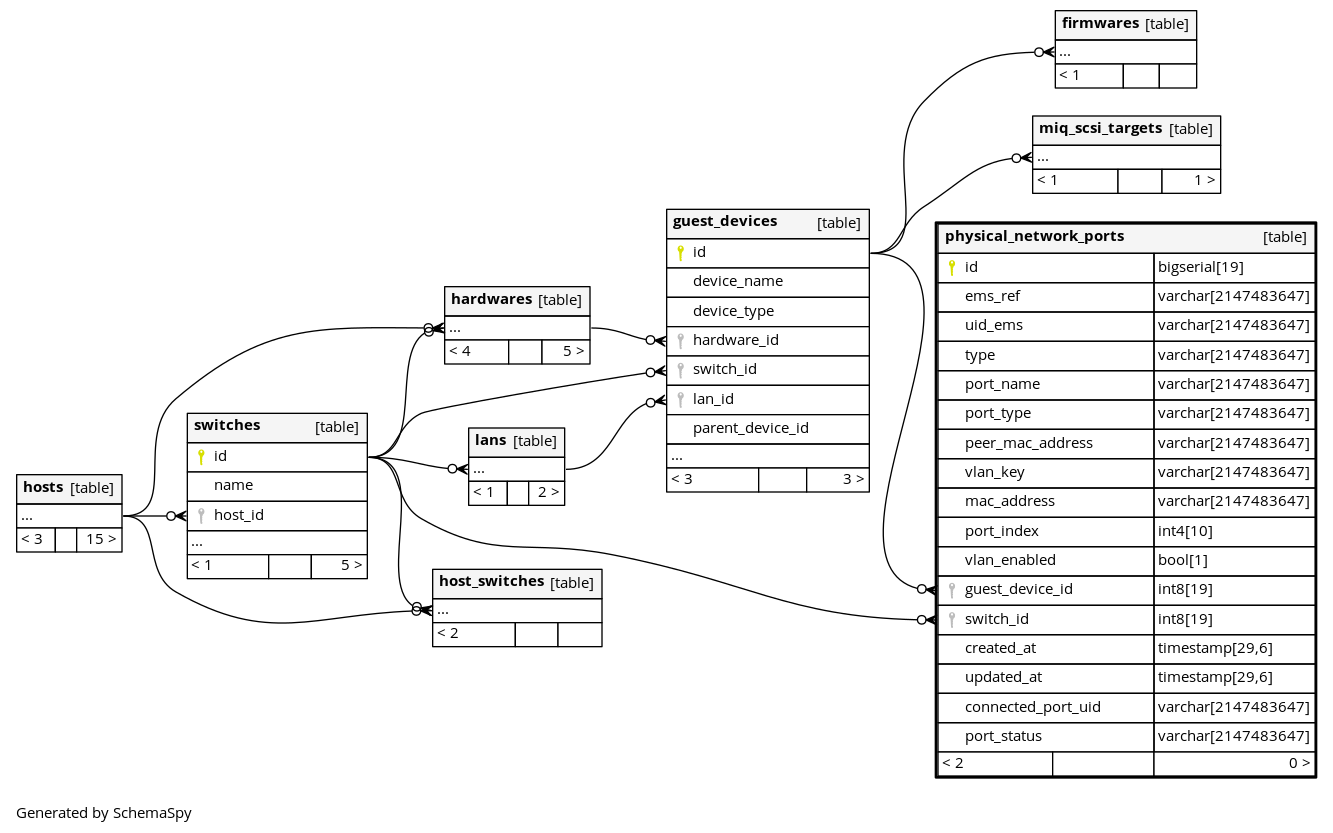 firmwares [table]
...
< 1
miq_scsi_targets [table]
...
< 1 1 >
guest_devices [table]
id
device_name
device_type
hardware_id
switch_id
lan_id
parent_device_id
...
< 3 3 >
physical_network_ports [table]
id bigserial[19]
ems_ref varchar[2147483647]
uid_ems varchar[2147483647]
type varchar[2147483647]
port_name varchar[2147483647]
port_type varchar[2147483647]
peer_mac_address varchar[2147483647]
vlan_key varchar[2147483647]
mac_address varchar[2147483647]
port_index int4[10]
vlan_enabled bool[1]
guest_device_id int8[19]
switch_id int8[19]
created_at timestamp[29,6]
updated_at timestamp[29,6]
connected_port_uid varchar[2147483647]
port_status varchar[2147483647]
< 2 0 >
hardwares [table]
...
< 4 5 >
switches [table]
id
name
host_id
...
< 1 5 >
lans [table]
...
< 1 2 >
hosts [table]
...
< 3 15 >
host_switches [table]
...
< 2
Generated by SchemaSpy